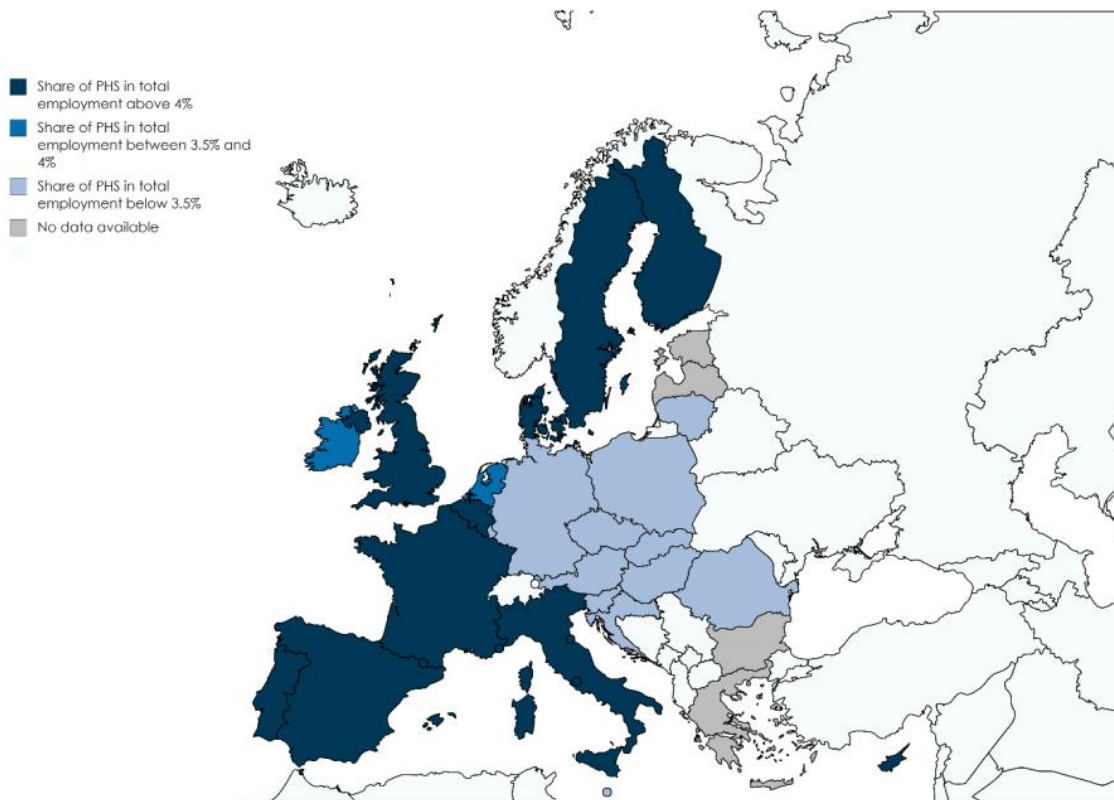 Share of PHS in total
employment above 4%
Share of PHS in total
employment between 3.5% and
4%
Share of PHS in total
employment below 3.5%
No data available